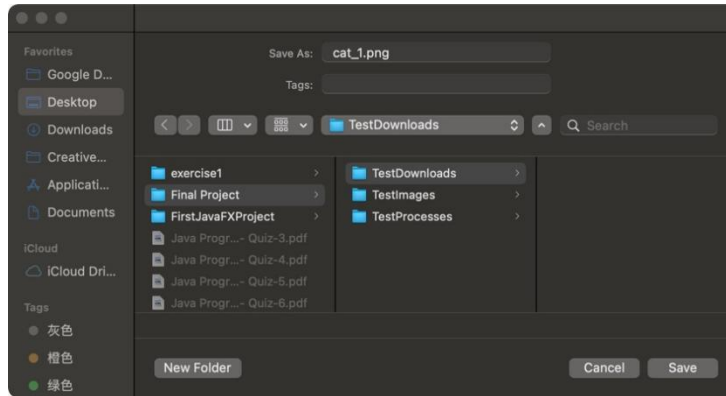 Favorites
Google D...
Desktop
Downloads
Creative...
Applicati...
Documents
iCloud
iCloud Dri...
Tags
灰色
橙色
绿色
Save As: cat_1.png
Tags:
TestDownloads
Search
exercise1
Final Project
FirstJavaFXProject
Java Progr...- Quiz-3.pdf
Java Progr...- Quiz-4.pdf
Java Progr...- Quiz-5.pdf
Java Progr...- Quiz-6.pdf
TestDownloads
TestImages
TestProcesses
New Folder
Cancel
Save